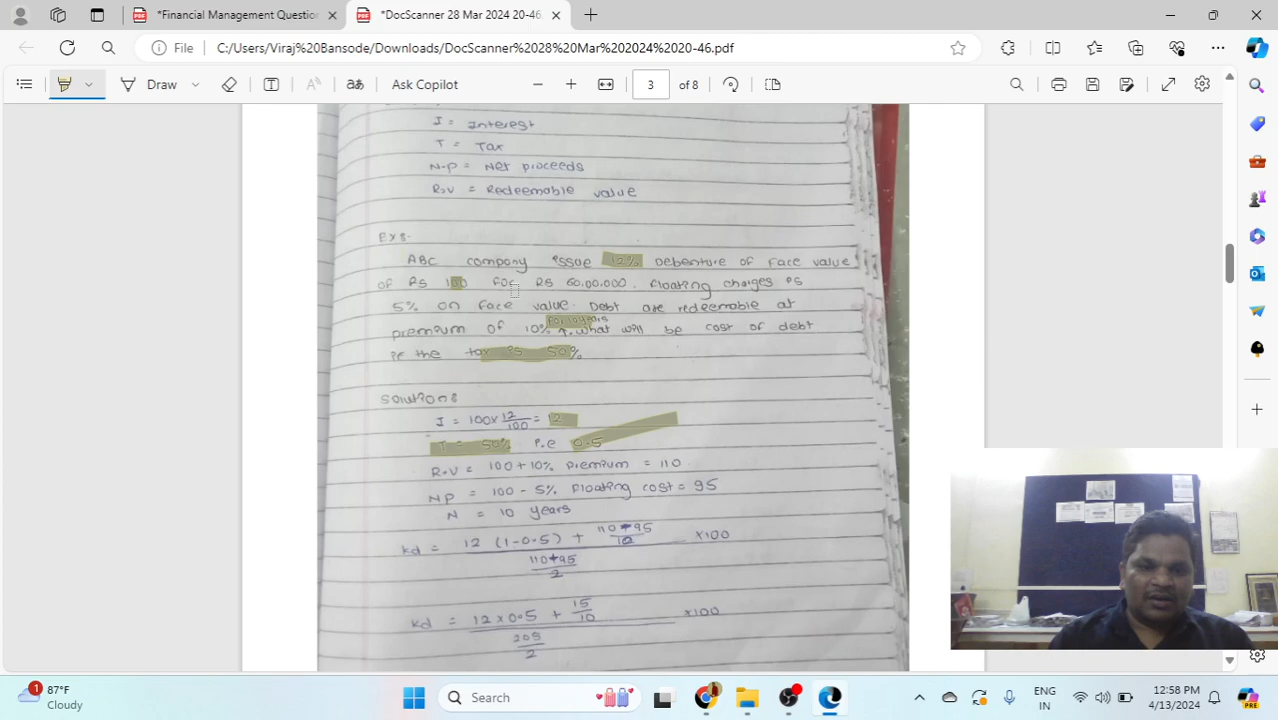 *Financial Management Question
*DocScanner 28 Mar 2024 20-46.
File
C:/Users/Viraj%20Bansode/Downloads/DocScanner%2028%20Mar%202024%2020-46.pdf
Draw
Ask Copilot
3 of 8
I = Interest
T = Tax
N.P = Net proceeds
R.V = Redeemable value
Ex:
ABC company issue 12% Debenture of face value
of Rs 100 for Rs 60,00,000. Floating charges is
5% on face value. Debt are redeemable at
premium of 10% for 10 years, what will be cost of debt
if the tax is 50%
Solution:
I = 100 × 12/100 = 12
T = 50% i.e 0.5
R.V = 100 + 10% premium = 110
NP = 100 - 5% Floating cost = 95
N = 10 years
kd = 12 (1-0.5) + 110-95/10 ×100
110+95/2
kd = 12 × 0.5 + 15/10 ×100
205/2
1
87°F
Cloudy
Search
ENG
IN
12:58 PM
4/13/2024
PRE